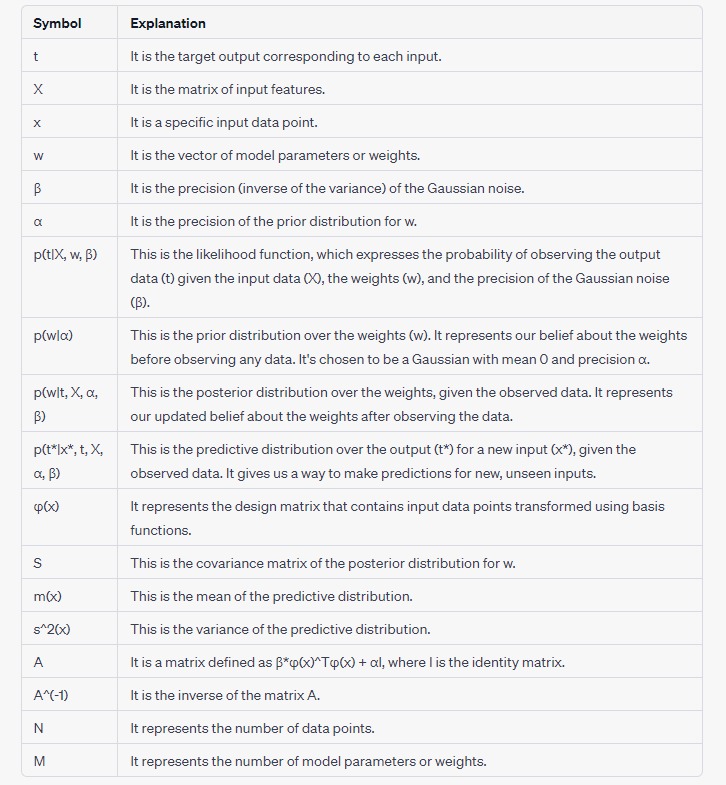 Symbol Explanation
t It is the target output corresponding to each input.
X It is the matrix of input features.
x It is a specific input data point.
w It is the vector of model parameters or weights.
β It is the precision (inverse of the variance) of the Gaussian noise.
α It is the precision of the prior distribution for w.
p(t|X, w, β) This is the likelihood function, which expresses the probability of observing the output
data (t) given the input data (X), the weights (w), and the precision of the Gaussian noise
(β).
p(w|α) This is the prior distribution over the weights (w). It represents our belief about the weights
before observing any data. It's chosen to be a Gaussian with mean 0 and precision α.
p(w|t, X, α, This is the posterior distribution over the weights, given the observed data. It represents
β) our updated belief about the weights after observing the data.
p(t*|x*, t, X, This is the predictive distribution over the output (t*) for a new input (x*), given the
α, β) observed data. It gives us a way to make predictions for new, unseen inputs.
φ(x) It represents the design matrix that contains input data points transformed using basis
functions.
S This is the covariance matrix of the posterior distribution for w.
m(x) This is the mean of the predictive distribution.
s^2(x) This is the variance of the predictive distribution.
A It is a matrix defined as β*φ(x)^Tφ(x) + αI, where I is the identity matrix.
A^(-1) It is the inverse of the matrix A.
N It represents the number of data points.
M It represents the number of model parameters or weights.